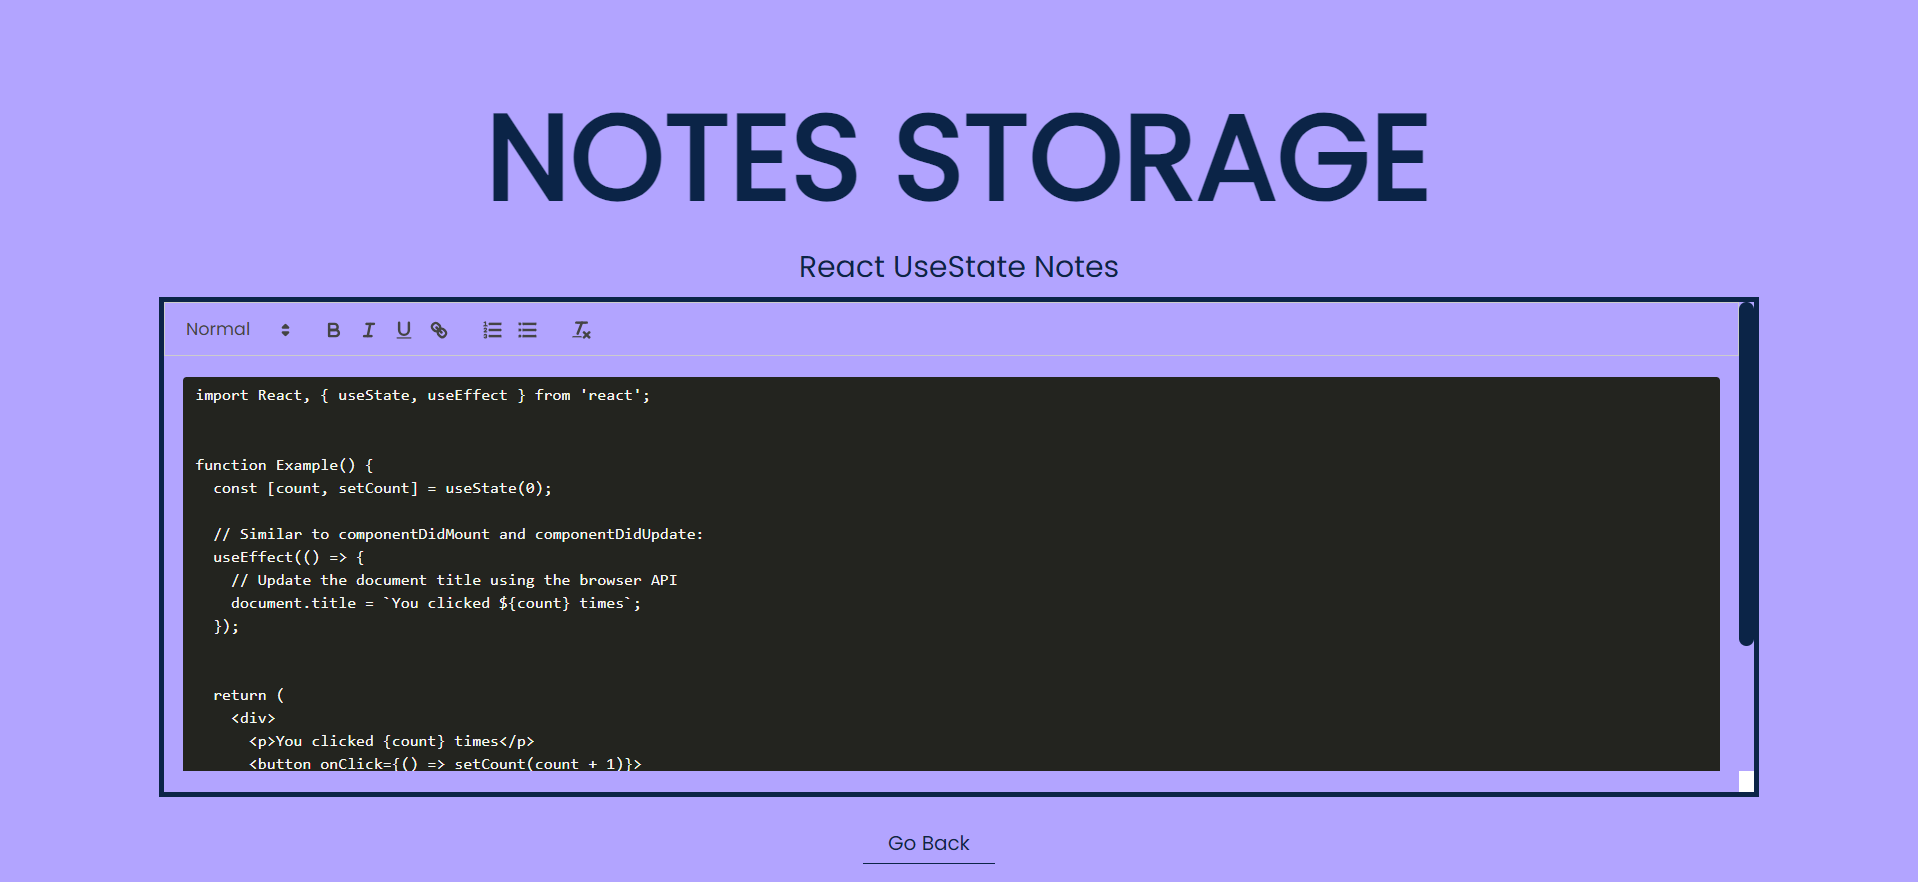 NOTES STORAGE
React UseState Notes
Normal
import React, { useState, useEffect } from 'react';
function Example() {
  const [count, setCount] = useState(0);
  // Similar to componentDidMount and componentDidUpdate:
  useEffect(() => {
    // Update the document title using the browser API
    document.title = `You clicked ${count} times`;
  });
  return (
    <div>
      <p>You clicked {count} times</p>
      <button onClick={() => setCount(count + 1)}>
Go Back